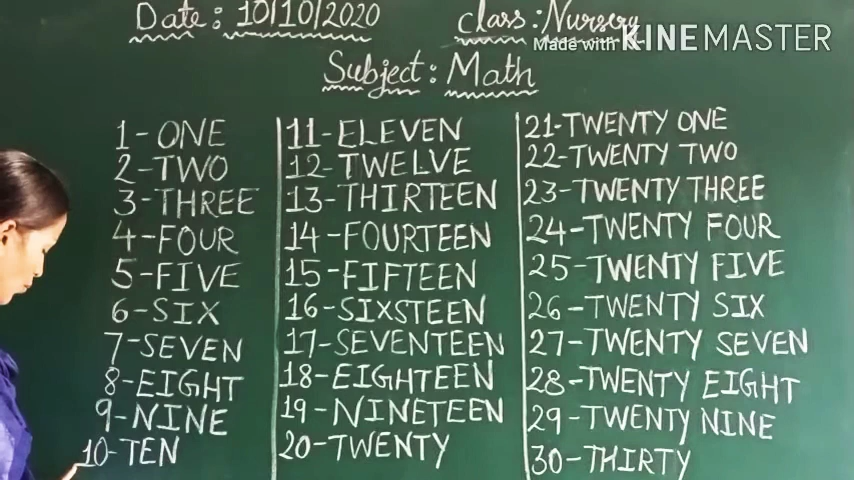 Date: 10/10/2020
Class: Nursery
Made with KINEMASTER
Subject: Math
1-ONE
2-TWO
3-THREE
4-FOUR
5-FIVE
6-SIX
7-SEVEN
8-EIGHT
9-NINE
10-TEN
11-ELEVEN
12-TWELVE
13-THIRTEEN
14-FOURTEEN
15-FIFTEEN
16-SIXSTEEN
17-SEVENTEEN
18-EIGHTEEN
19-NINETEEN
20-TWENTY
21-TWENTY ONE
22-TWENTY TWO
23-TWENTY THREE
24-TWENTY FOUR
25-TWENTY FIVE
26-TWENTY SIX
27-TWENTY SEVEN
28-TWENTY EIGHT
29-TWENTY NINE
30-THIRTY